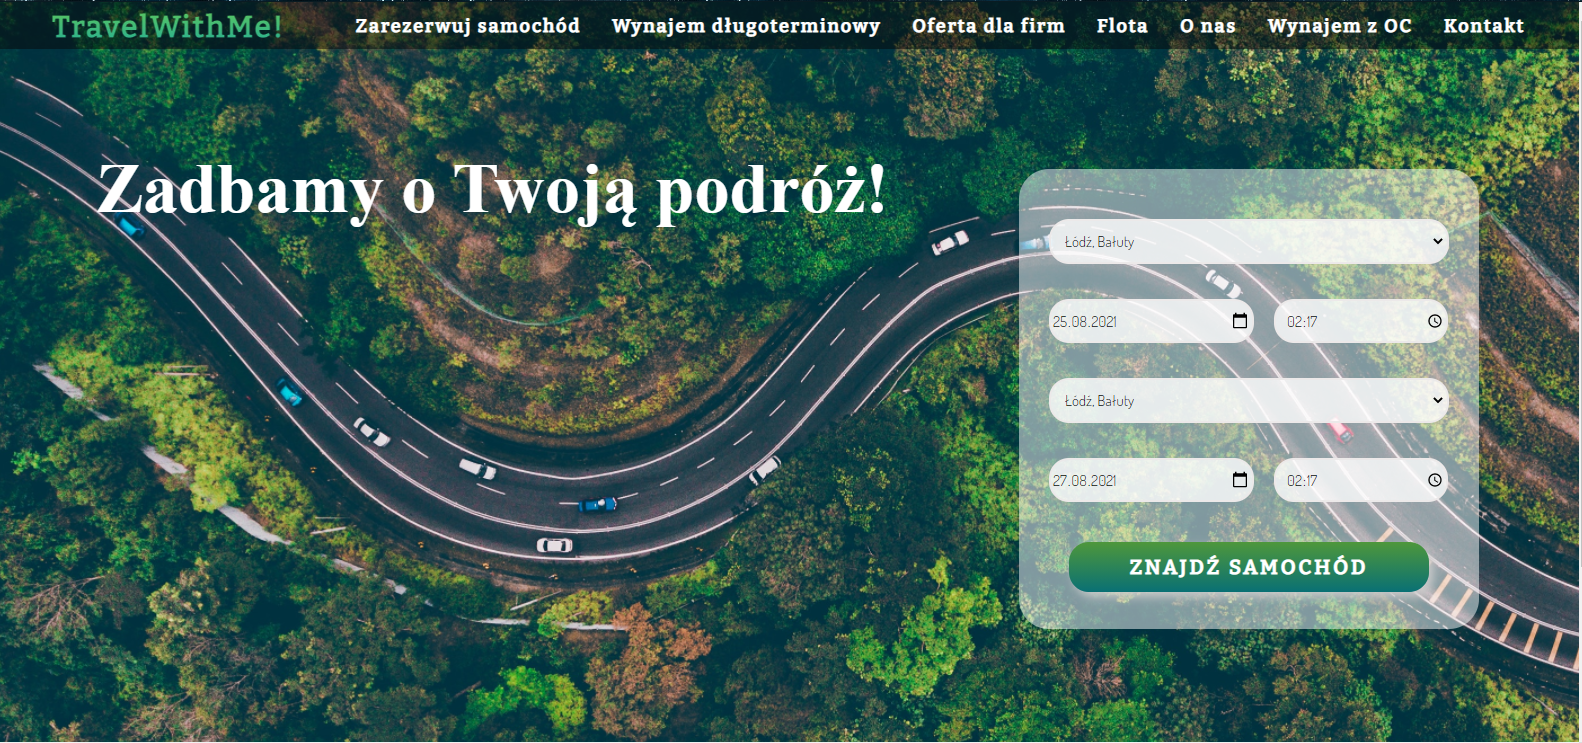 TravelWithMe!
Zarezerwuj samochód Wynajem długoterminowy Oferta dla firm Flota O nas Wynajem z OC Kontakt
Zadbamy o Twoją podróż!
Łódź, Bałuty
25.08.2021 02:17
Łódź, Bałuty
27.08.2021 02:17
ZNAJDŹ SAMOCHÓD